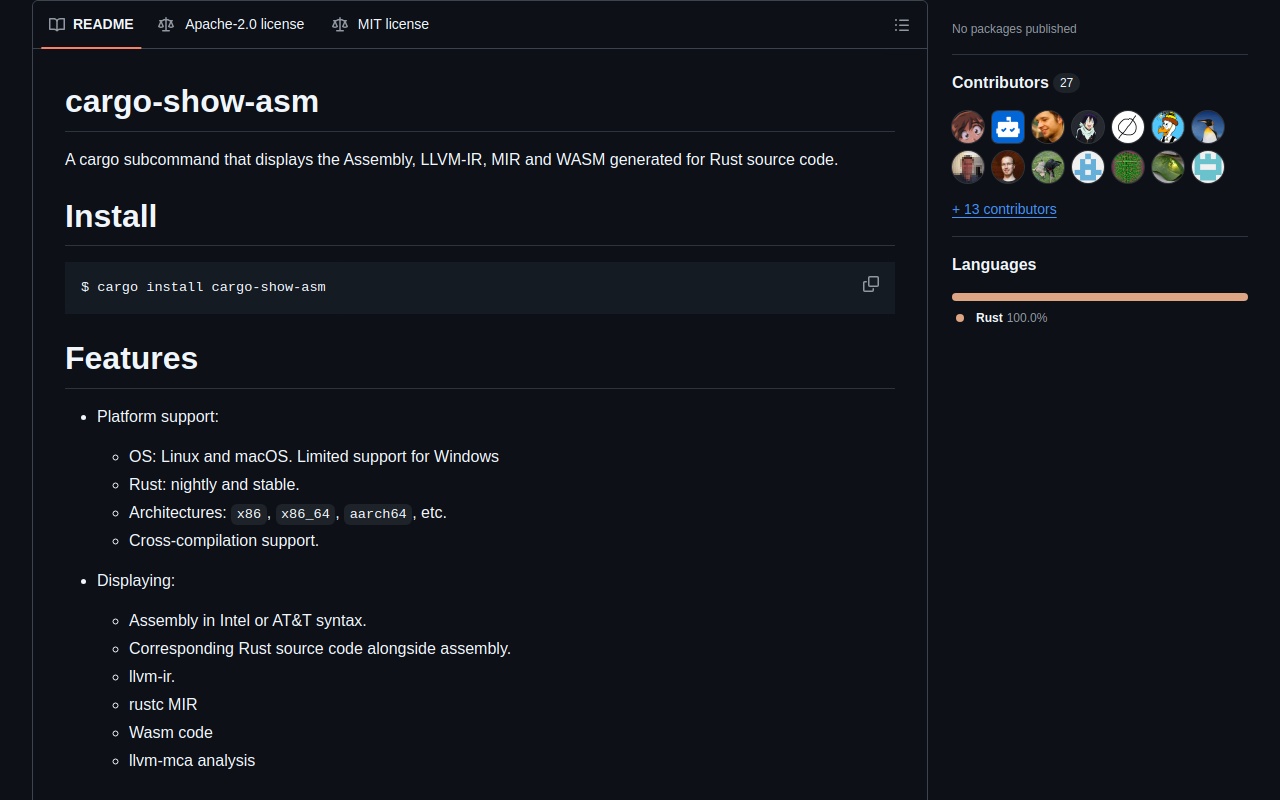 README
Apache-2.0 license
MIT license
cargo-show-asm
A cargo subcommand that displays the Assembly, LLVM-IR, MIR and WASM generated for Rust source code.
Install
$ cargo install cargo-show-asm
Features
Platform support:
OS: Linux and macOS. Limited support for Windows
Rust: nightly and stable.
Architectures: x86, x86_64, aarch64, etc.
Cross-compilation support.
Displaying:
Assembly in Intel or AT&T syntax.
Corresponding Rust source code alongside assembly.
llvm-ir.
rustc MIR
Wasm code
llvm-mca analysis
No packages published
Contributors 27
+ 13 contributors
Languages
Rust 100.0%